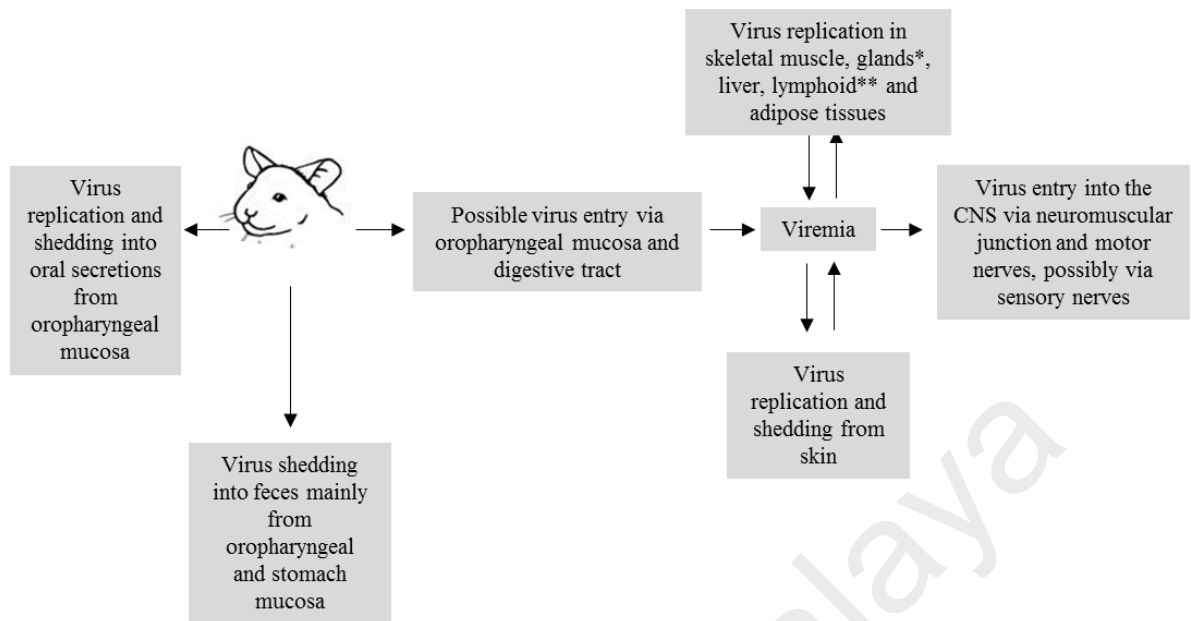 Virus replication in
skeletal muscle, glands*,
liver, lymphoid** and
adipose tissues
Virus
replication and
shedding into
oral secretions
from
oropharyngeal
mucosa
Possible virus entry via
oropharyngeal mucosa and
digestive tract
Viremia
Virus entry into the
CNS via neuromuscular
junction and motor
nerves, possibly via
sensory nerves
Virus
replication and
shedding from
skin
Virus shedding
into feces mainly
from
oropharyngeal
and stomach
mucosa
alaya